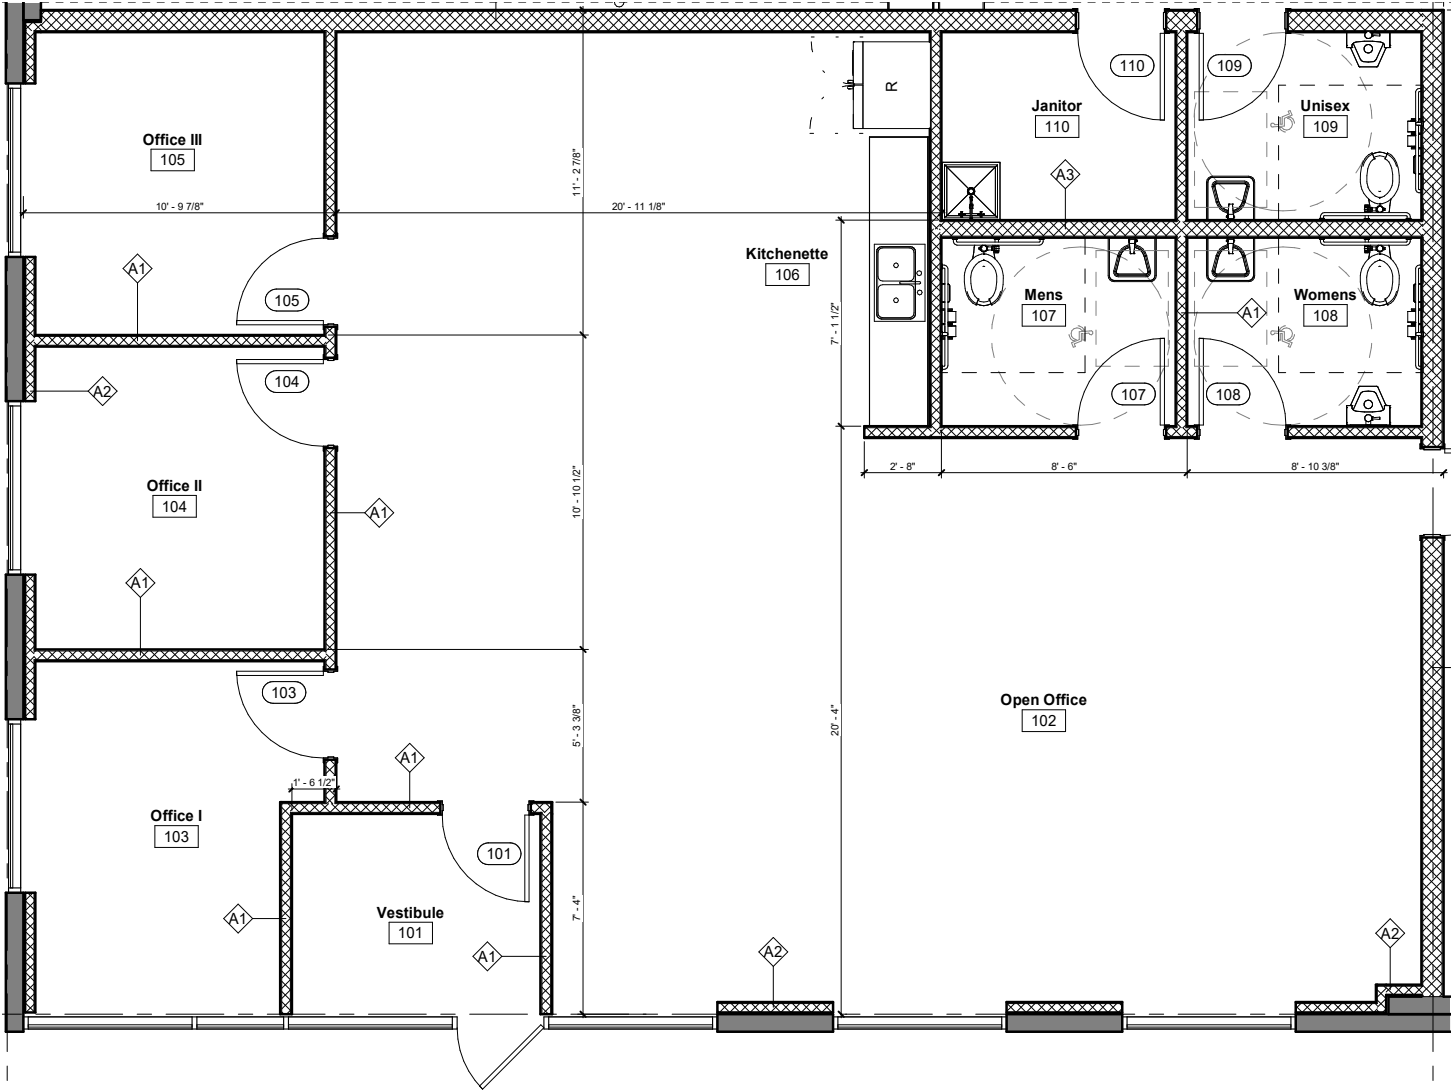 110
109
R
Janitor
110
Unisex
109
Office III
105
11' - 2 7/8"
A3
10' - 9 7/8"
20' - 11 1/8"
Kitchenette
106
A1
105
Mens
107
Womens
108
A1
7' - 1 1/2"
104
A2
107
108
2' - 8"
8' - 6"
8' - 10 3/8"
Office II
104
10' - 10 1/2"
A1
A1
103
Open Office
102
5' - 3 3/8"
20' - 4"
A1
1' - 6 1/2"
Office I
103
101
Vestibule
101
7' - 4"
A1
A1
A2
A2